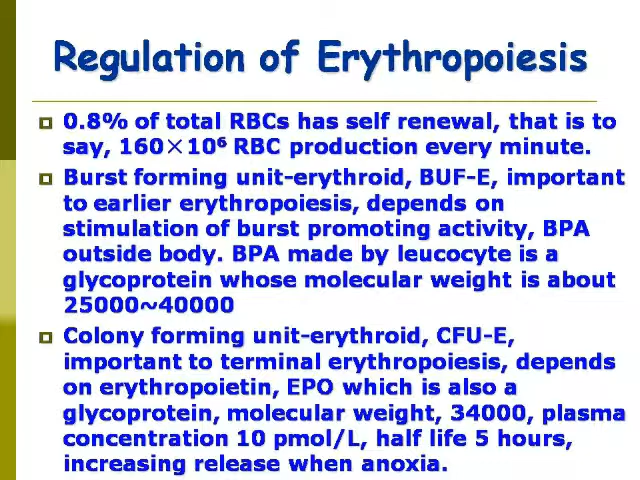 Regulation of Erythropoiesis
0.8% of total RBCs has self renewal, that is to
say, 160×10⁶ RBC production every minute.
Burst forming unit-erythroid, BUF-E, important
to earlier erythropoiesis, depends on
stimulation of burst promoting activity, BPA
outside body. BPA made by leucocyte is a
glycoprotein whose molecular weight is about
25000~40000
Colony forming unit-erythroid, CFU-E,
important to terminal erythropoiesis, depends
on erythropoietin, EPO which is also a
glycoprotein, molecular weight, 34000, plasma
concentration 10 pmol/L, half life 5 hours,
increasing release when anoxia.